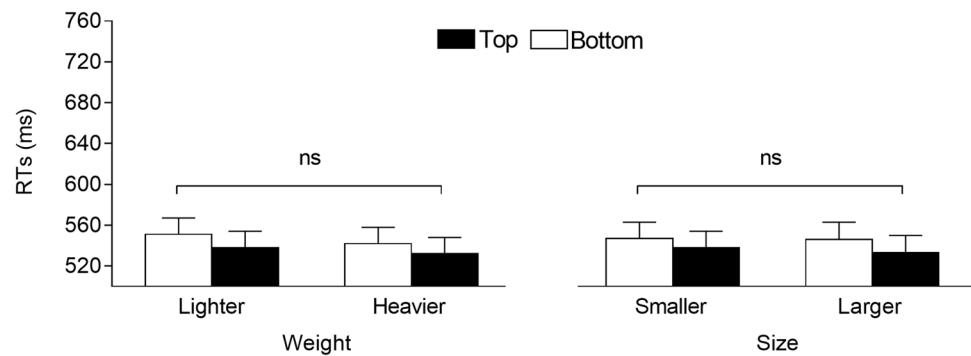 760
720
680
640
600
560
520
RTs (ms)
Top Bottom
ns
ns
Lighter Heavier
Smaller Larger
Weight
Size